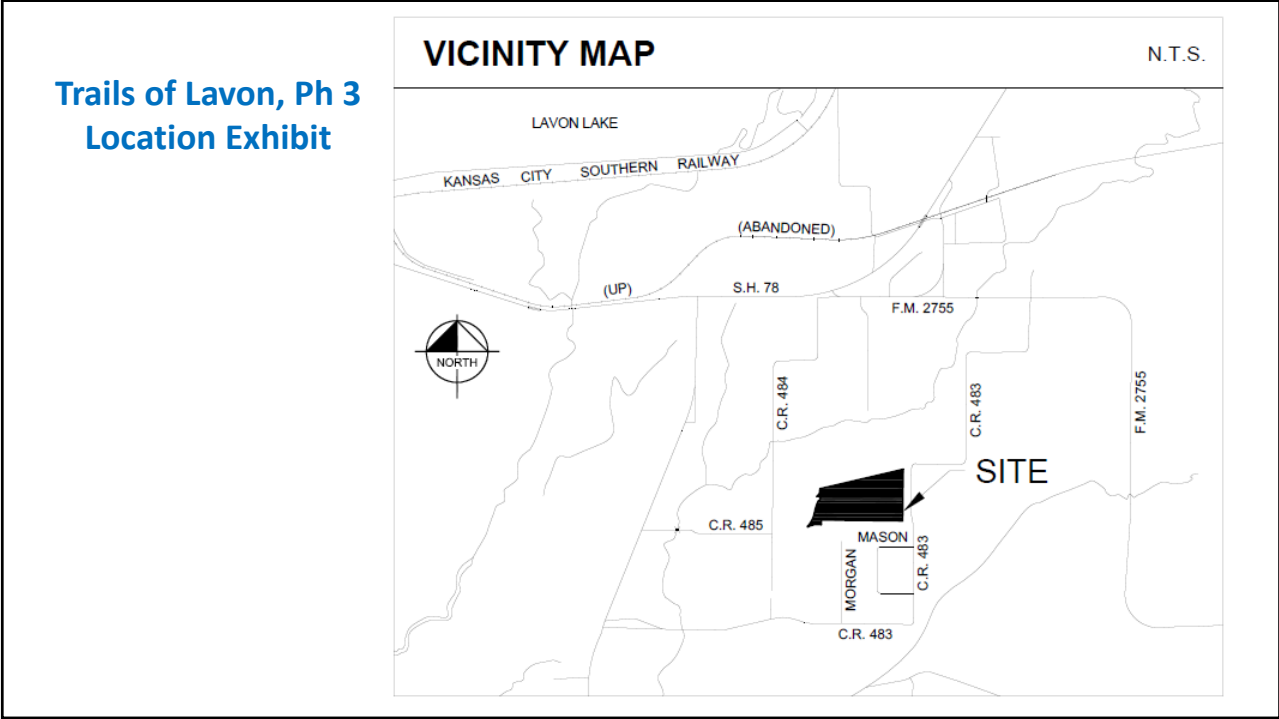 Trails of Lavon, Ph 3
Location Exhibit
VICINITY MAP
N.T.S.
LAVON LAKE
KANSAS CITY SOUTHERN RAILWAY
(ABANDONED)
(UP)
S.H. 78
F.M. 2755
NORTH
C.R. 484
C.R. 483
F.M. 2755
SITE
C.R. 485
MASON
MORGAN
C.R. 483
C.R. 483